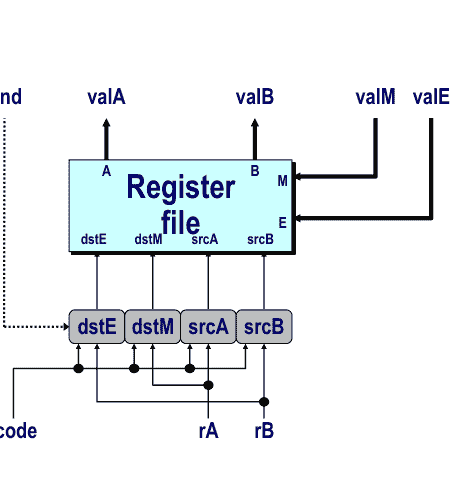 nd valA valB valM valE
A B
M
Register
file
E
dstE dstM srcA srcB
dstE dstM srcA srcB
code rA rB